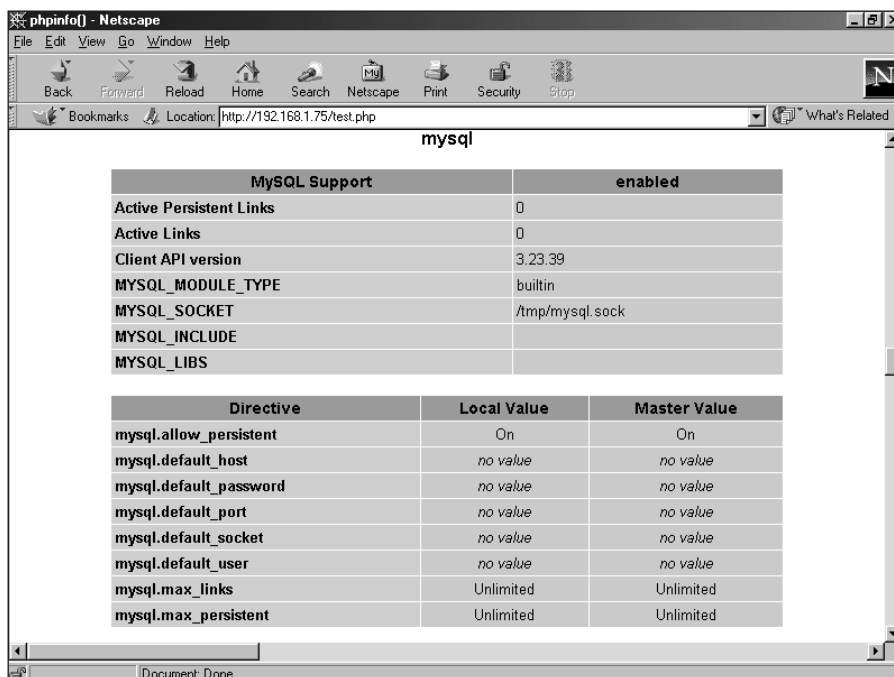 phpinfo() - Netscape
File Edit View Go Window Help
Back Forward Reload Home Search Netscape Print Security Stop
My
N
Bookmarks Location: http://192.168.1.75/test.php What's Related
mysql
MySQL Support enabled
Active Persistent Links 0
Active Links 0
Client API version 3.23.39
MYSQL_MODULE_TYPE builtin
MYSQL_SOCKET /tmp/mysql.sock
MYSQL_INCLUDE
MYSQL_LIBS
Directive Local Value Master Value
mysql.allow_persistent On On
mysql.default_host no value no value
mysql.default_password no value no value
mysql.default_port no value no value
mysql.default_socket no value no value
mysql.default_user no value no value
mysql.max_links Unlimited Unlimited
mysql.max_persistent Unlimited Unlimited
Document: Done